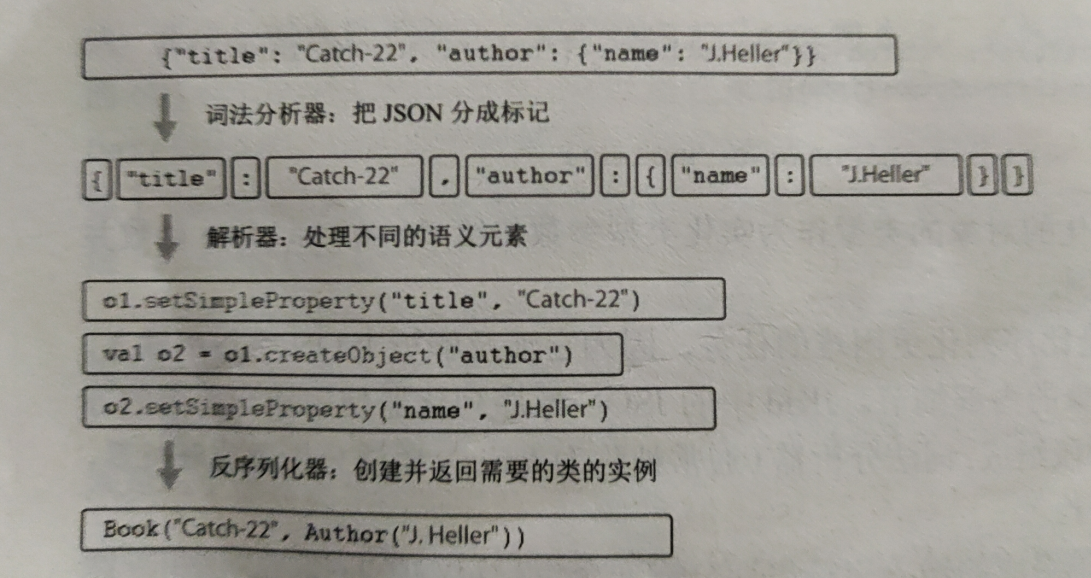 {"title": "Catch-22", "author": {"name": "J.Heller"}}
词法分析器：把 JSON 分成标记
{ "title" : "Catch-22" , "author" : { "name" : "J.Heller" } }
解析器：处理不同的语义元素
o1.setSimpleProperty("title", "Catch-22")
val o2 = o1.createObject("author")
o2.setSimpleProperty("name", "J.Heller")
反序列化器：创建并返回需要的类的实例
Book("Catch-22", Author("J. Heller"))